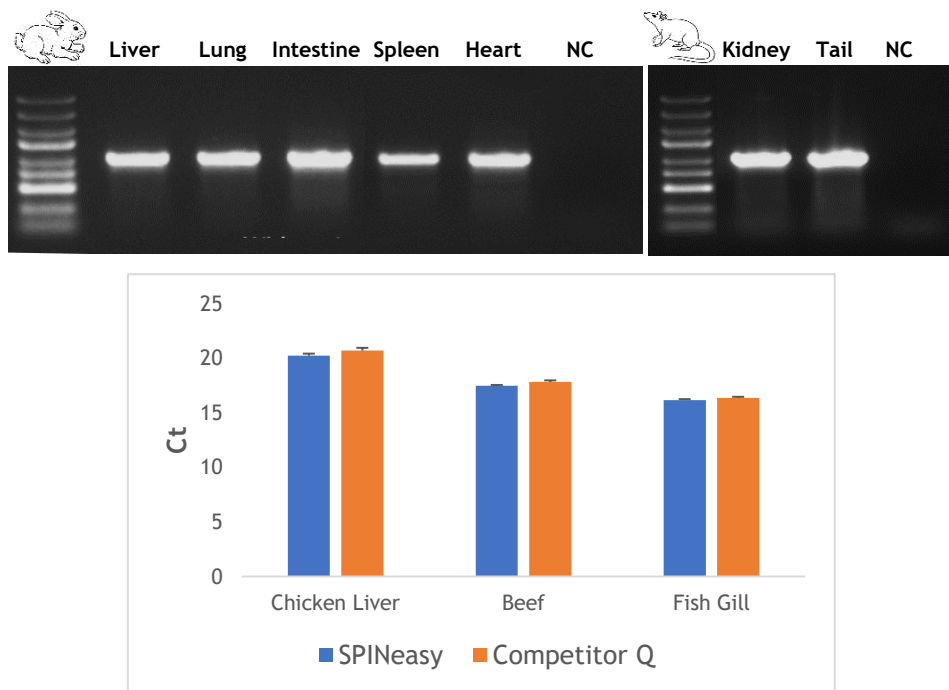 Liver Lung Intestine Spleen Heart NC Kidney Tail NC
25
20
15
10
5
0
Ct
Chicken Liver Beef Fish Gill
SPINeasy Competitor Q